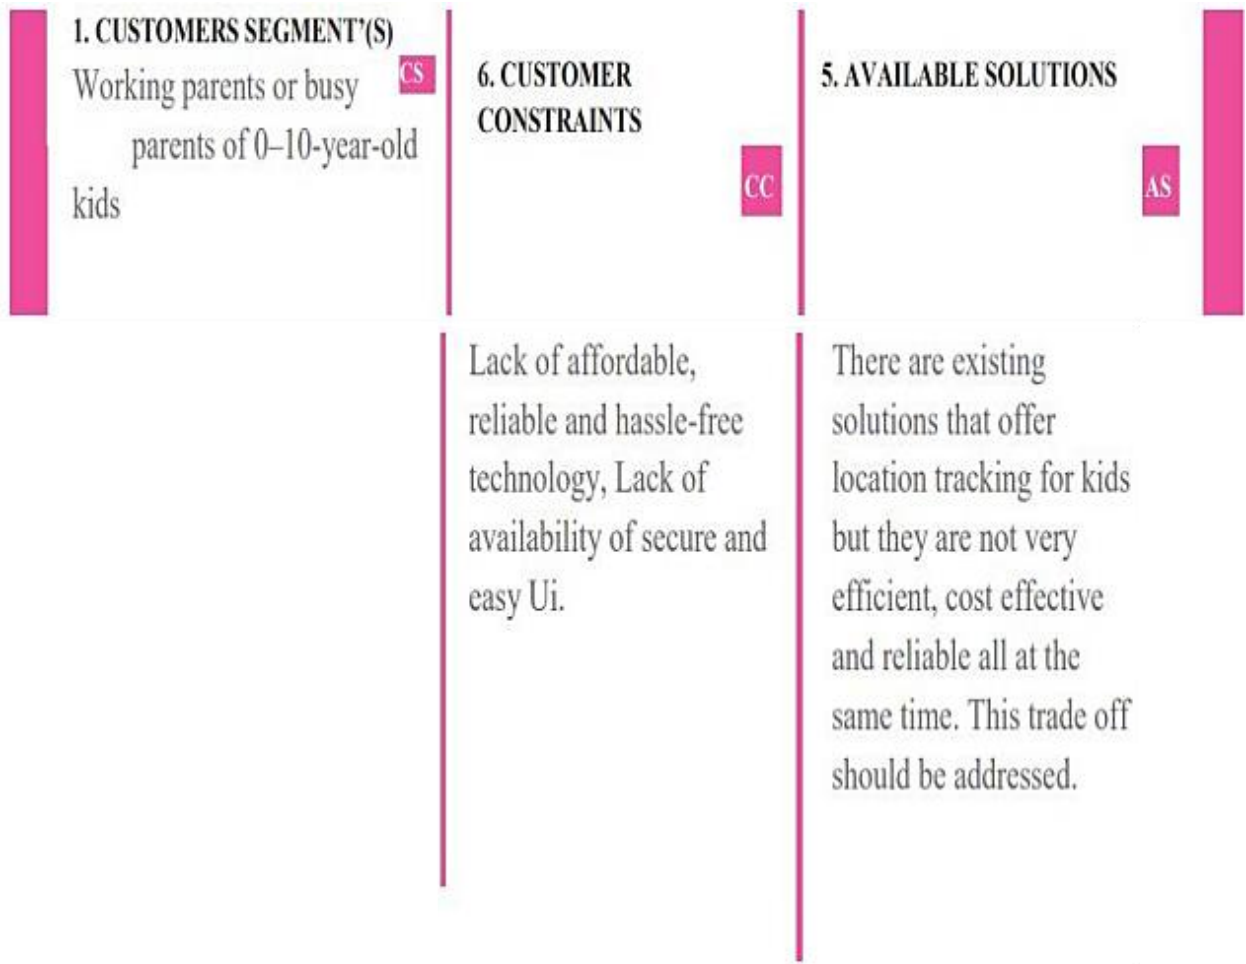 1. CUSTOMERS SEGMENT’(S)
CS
Working parents or busy
parents of 0–10-year-old
kids
6. CUSTOMER
CONSTRAINTS
CC
5. AVAILABLE SOLUTIONS
AS
Lack of affordable,
reliable and hassle-free
technology, Lack of
availability of secure and
easy Ui.
There are existing
solutions that offer
location tracking for kids
but they are not very
efficient, cost effective
and reliable all at the
same time. This trade off
should be addressed.